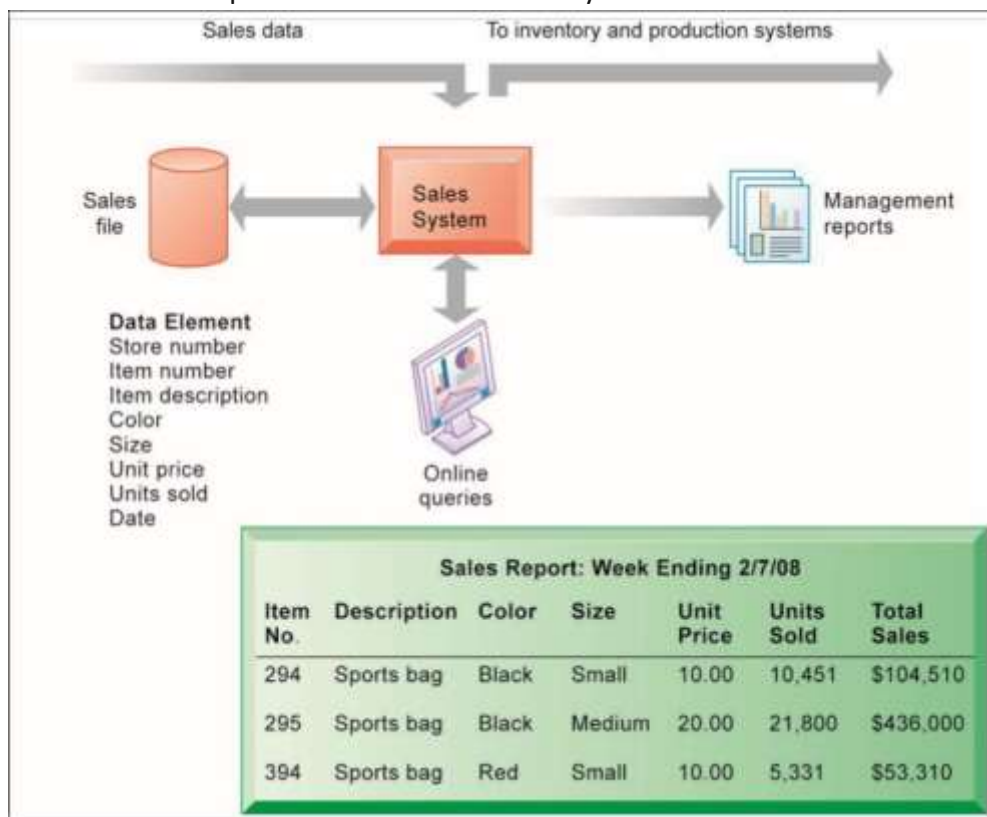 Sales data
To inventory and production systems
Sales
file
Sales
System
Management
reports
Data Element
Store number
Item number
Item description
Color
Size
Unit price
Units sold
Date
Online
queries
Sales Report: Week Ending 2/7/08
Item No. Description Color Size Unit Price Units Sold Total Sales
294 Sports bag Black Small 10.00 10,451 $104,510
295 Sports bag Black Medium 20.00 21,800 $436,000
394 Sports bag Red Small 10.00 5,331 $53,310